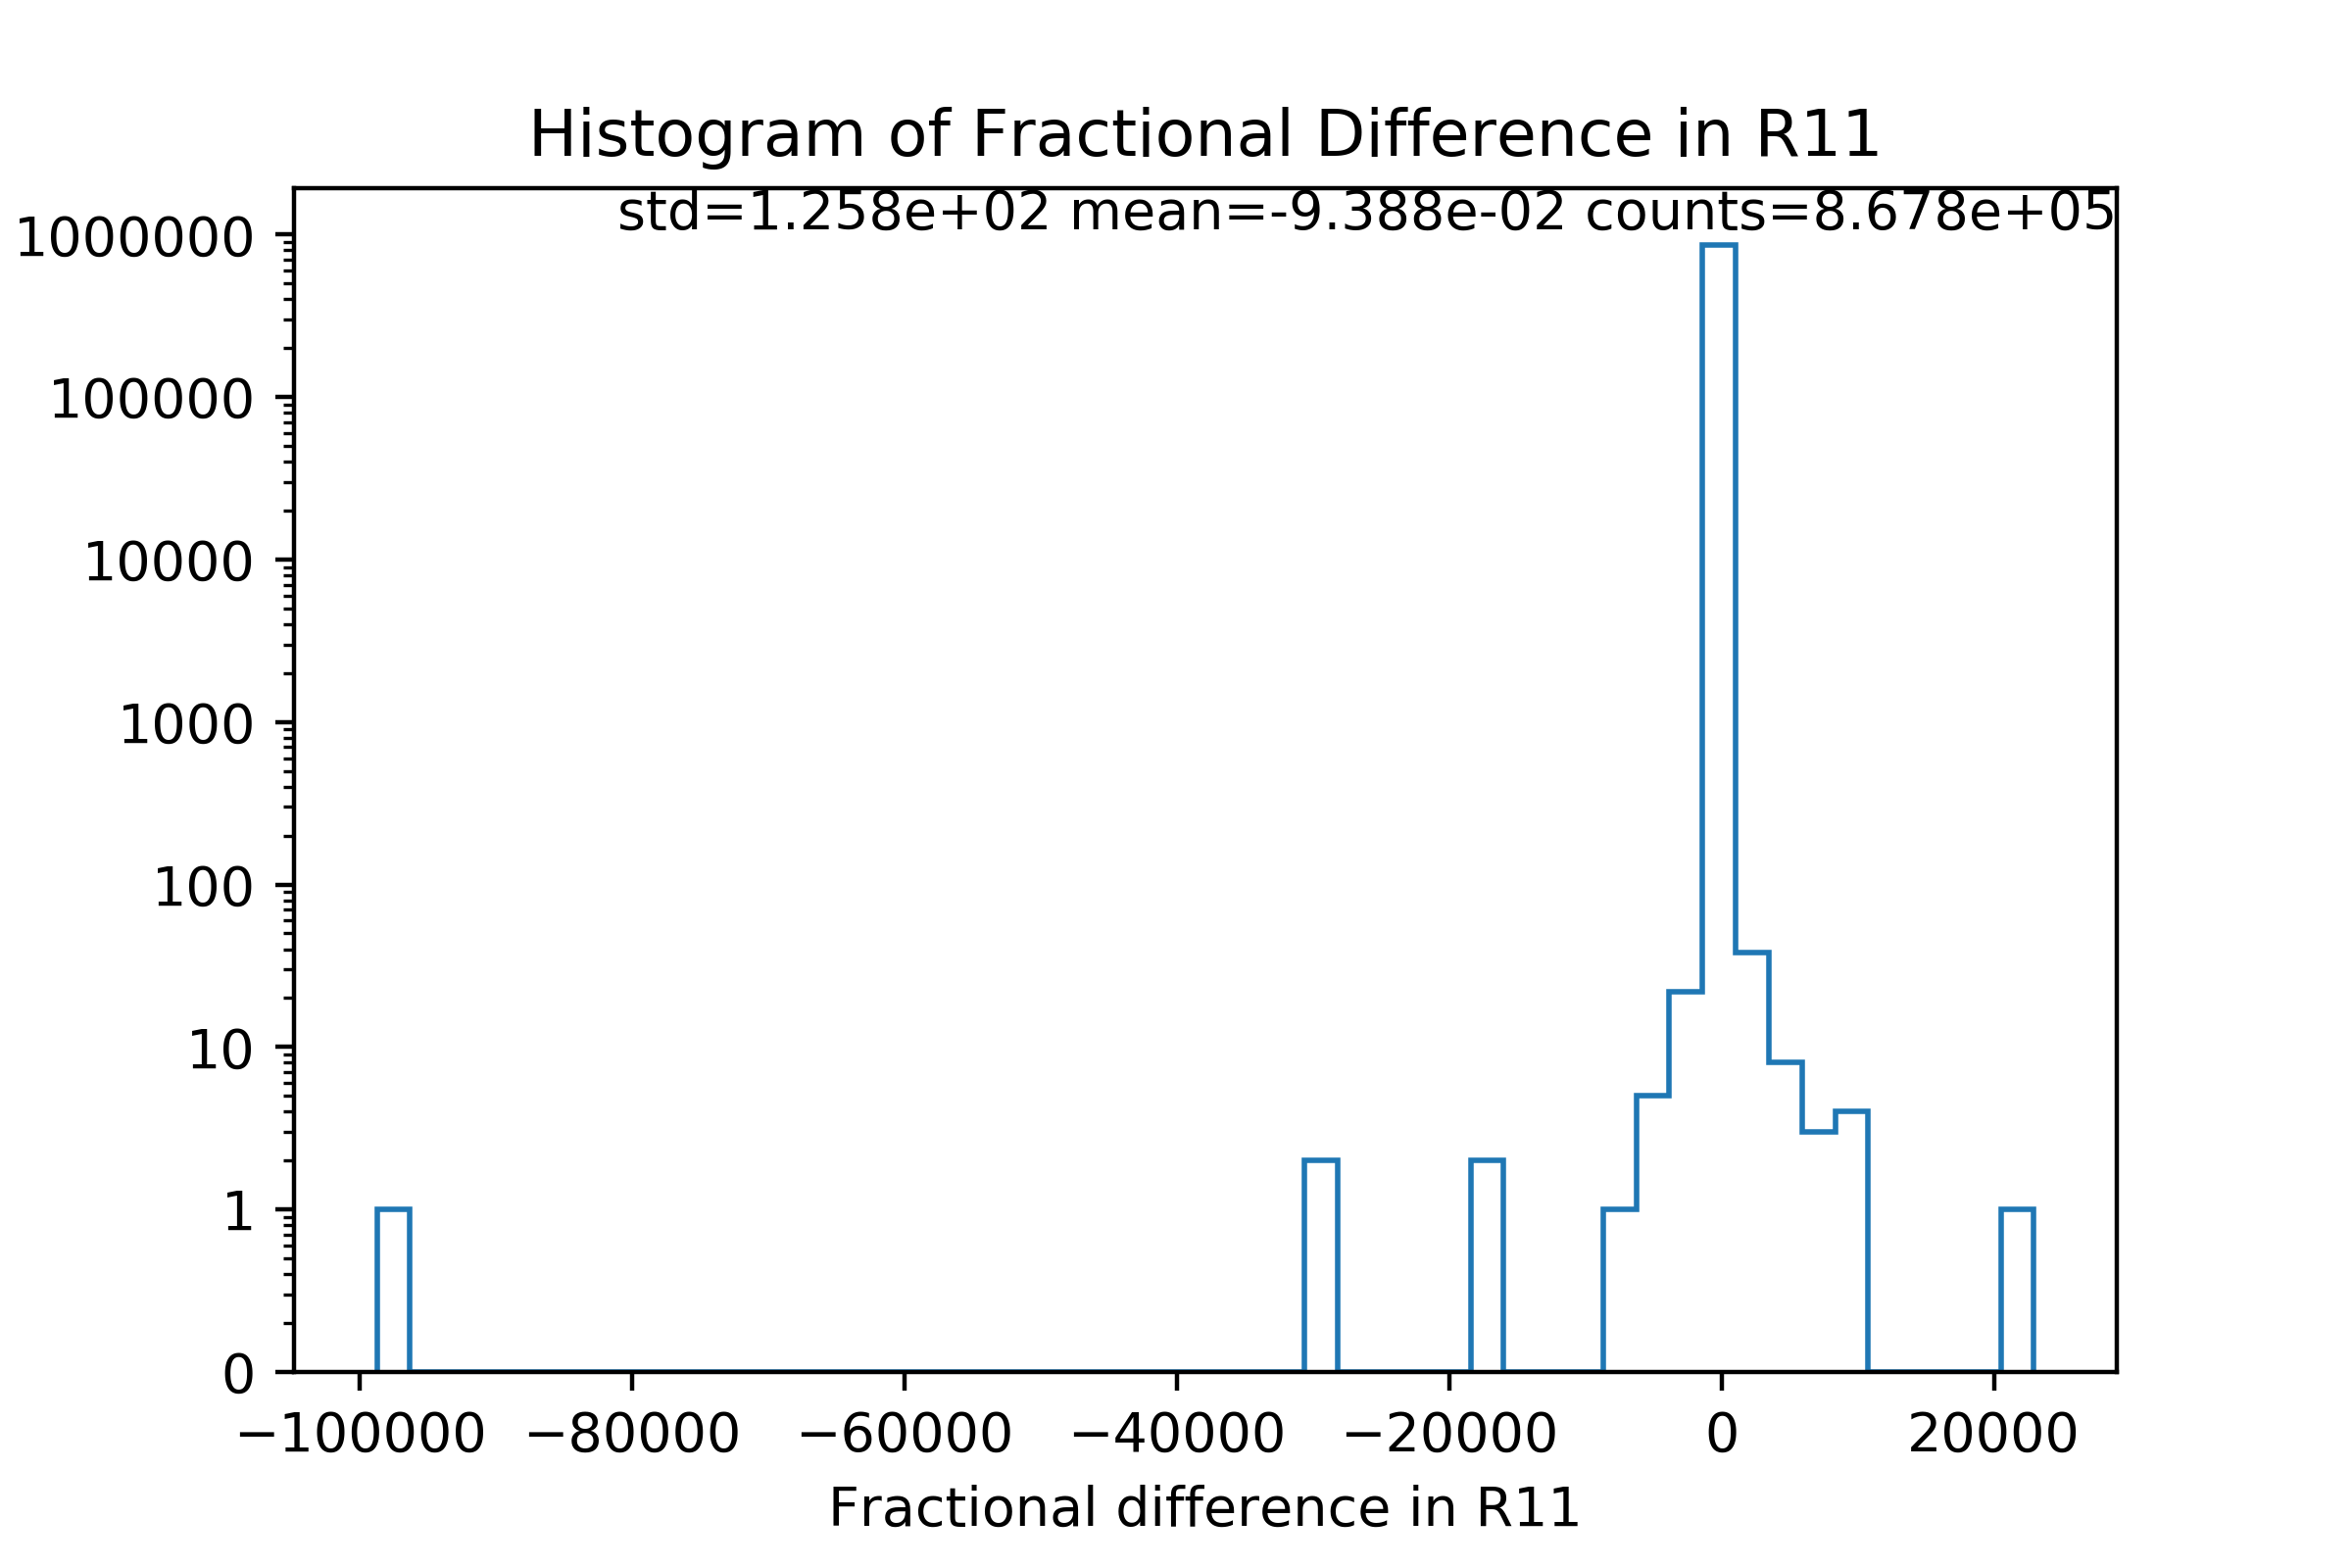 Histogram of Fractional Difference in R11
std=1.258e+02 mean=-9.388e-02 counts=8.678e+05
1000000
100000
10000
1000
100
10
1
0
−100000 −80000 −60000 −40000 −20000 0 20000
Fractional difference in R11